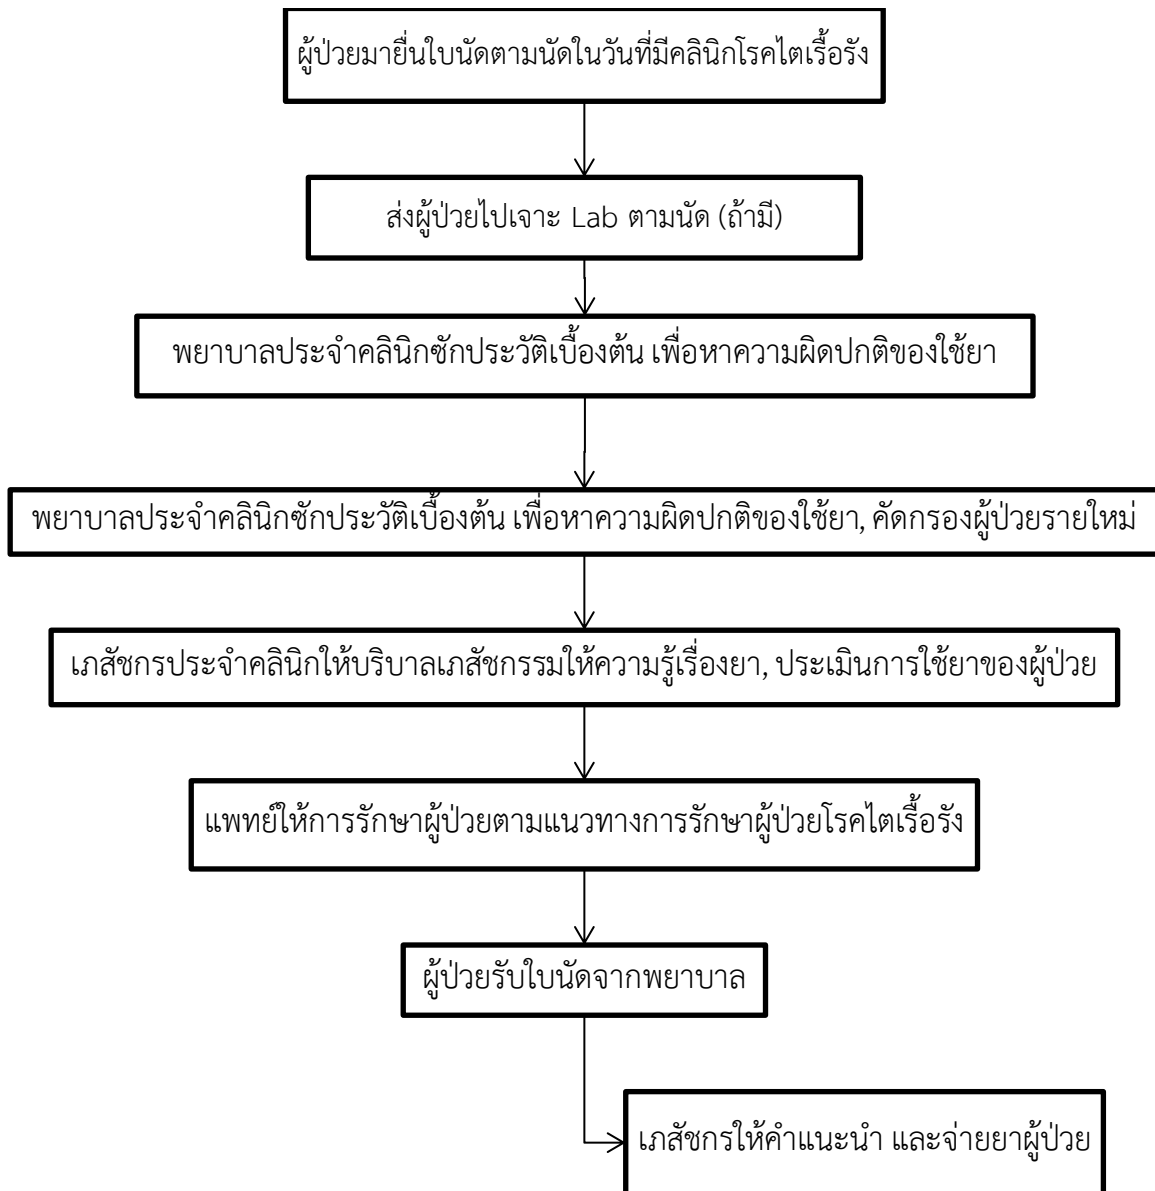 ผู้ป่วยมายื่นใบนัดตามนัดในวันที่มีคลินิกโรคไตเรื้อรัง
ส่งผู้ป่วยไปเจาะ Lab ตามนัด (ถ้ามี)
พยาบาลประจำคลินิกซักประวัติเบื้องต้น เพื่อหาความผิดปกติของใช้ยา
พยาบาลประจำคลินิกซักประวัติเบื้องต้น เพื่อหาความผิดปกติของใช้ยา, คัดกรองผู้ป่วยรายใหม่
เภสัชกรประจำคลินิกให้บริบาลเภสัชกรรมให้ความรู้เรื่องยา, ประเมินการใช้ยาของผู้ป่วย
แพทย์ให้การรักษาผู้ป่วยตามแนวทางการรักษาผู้ป่วยโรคไตเรื้อรัง
ผู้ป่วยรับใบนัดจากพยาบาล
เภสัชกรให้คำแนะนำ และจ่ายยาผู้ป่วย